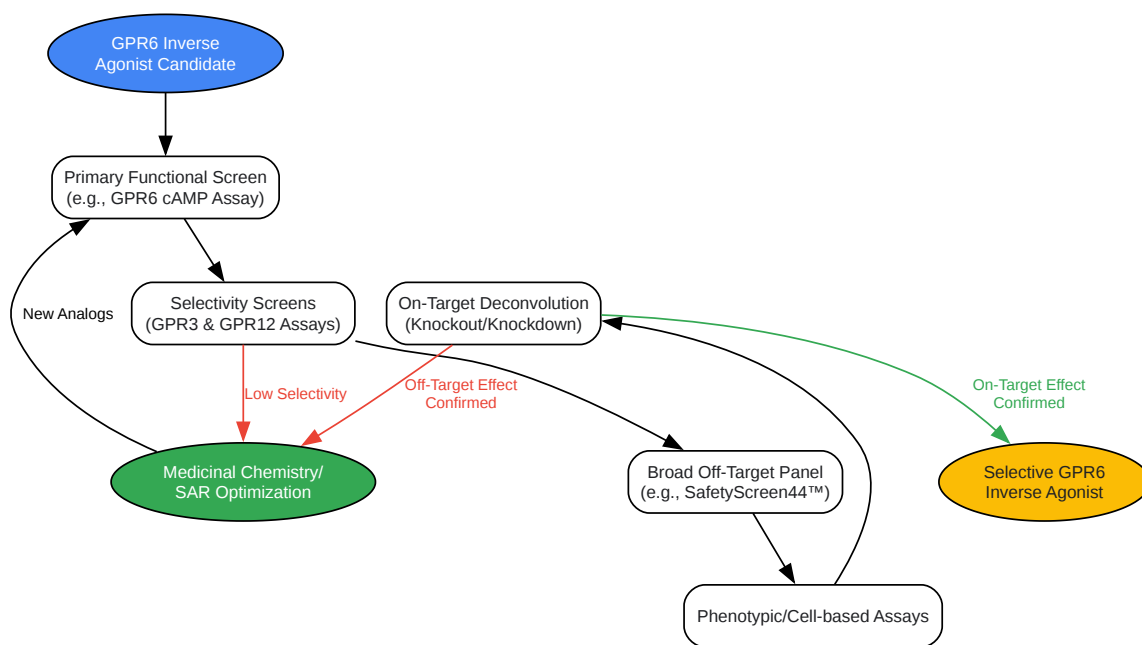 GPR6 Inverse
Agonist Candidate
Primary Functional Screen
(e.g., GPR6 cAMP Assay)
Selectivity Screens
(GPR3 & GPR12 Assays)
On-Target Deconvolution
(Knockout/Knockdown)
New Analogs
Low Selectivity
Off-Target Effect
Confirmed
On-Target Effect
Confirmed
Medicinal Chemistry/
SAR Optimization
Broad Off-Target Panel
(e.g., SafetyScreen44™)
Selective GPR6
Inverse Agonist
Phenotypic/Cell-based Assays